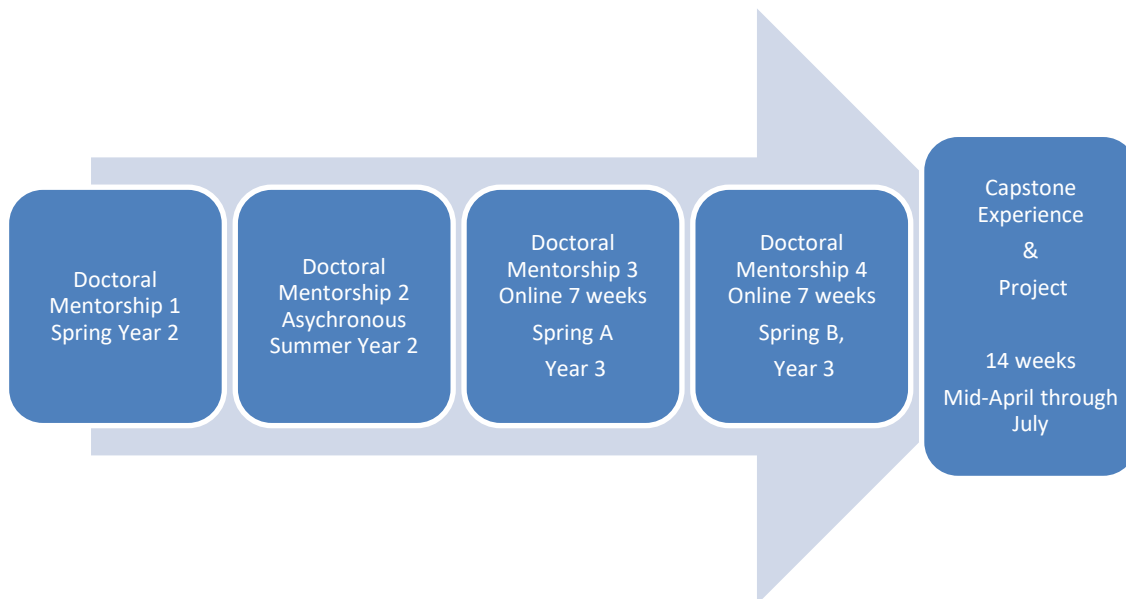 Doctoral
Mentorship 1
Spring Year 2
Doctoral
Mentorship 2
Asychronous
Summer Year 2
Doctoral
Mentorship 3
Online 7 weeks
Spring A
Year 3
Doctoral
Mentorship 4
Online 7 weeks
Spring B,
Year 3
Capstone
Experience
&
Project
14 weeks
Mid-April through
July